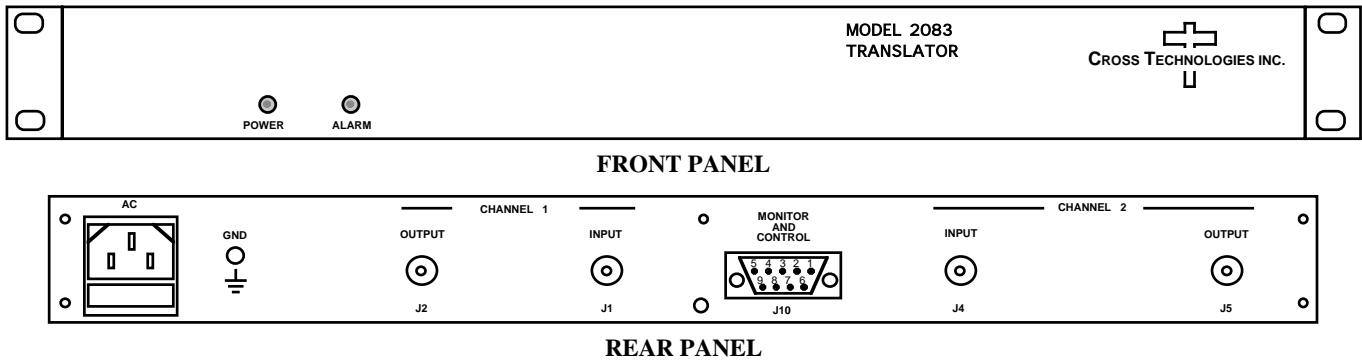 MODEL 2083
TRANSLATOR
CROSS TECHNOLOGIES INC.
POWER ALARM
FRONT PANEL
AC
GND
CHANNEL 1
OUTPUT INPUT
J2 J1
MONITOR
AND
CONTROL
5 4 3 2 1
9 8 7 6
J10
CHANNEL 2
INPUT OUTPUT
J4 J5
REAR PANEL